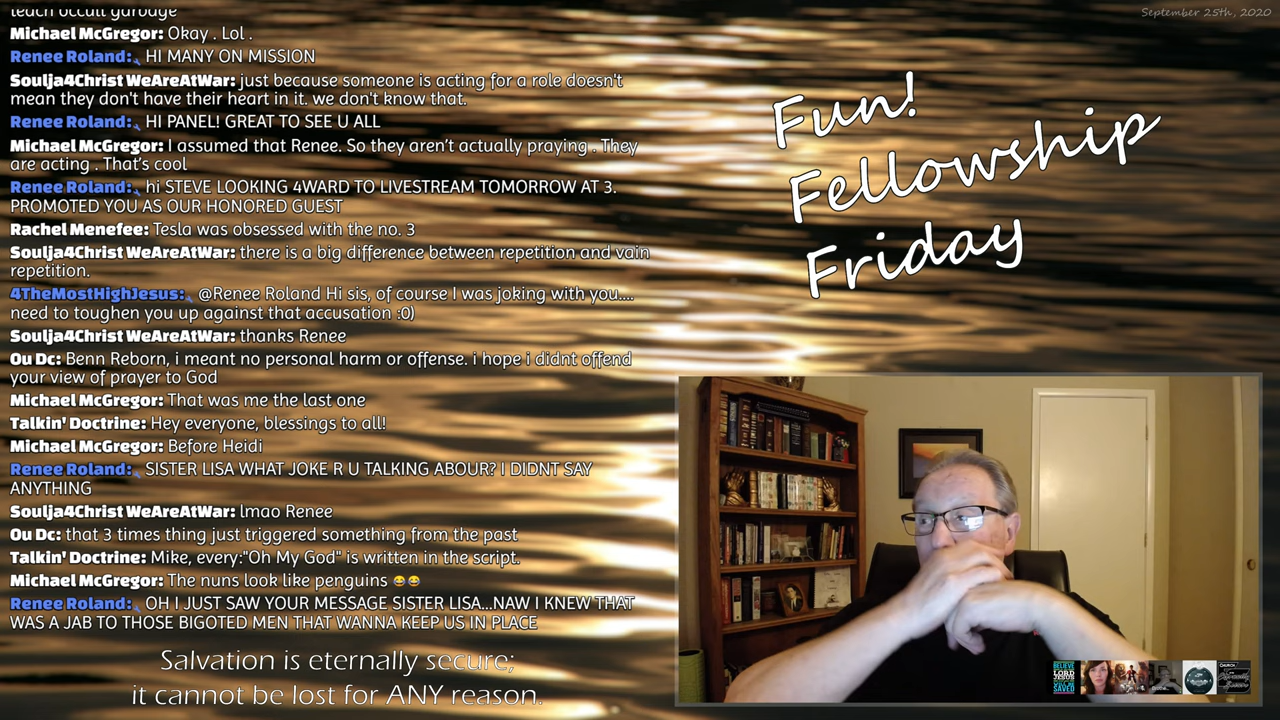 teach occult garbage
September 25th, 2020
Michael McGregor: Okay . Lol .
Renee Roland: HI MANY ON MISSION
Soulja4Christ WeAreAtWar: just because someone is acting for a role doesn't
mean they don't have their heart in it. we don't know that.
Renee Roland: HI PANEL! GREAT TO SEE U ALL
Michael McGregor: I assumed that Renee. So they aren't actually praying . They
are acting . That's cool
Renee Roland: hi STEVE LOOKING 4WARD TO LIVESTREAM TOMORROW AT 3.
PROMOTED YOU AS OUR HONORED GUEST
Rachel Menefee: Tesla was obsessed with the no. 3
Soulja4Christ WeAreAtWar: there is a big difference between repetition and vain
repetition.
4TheMostHighJesus: @Renee Roland Hi sis, of course I was joking with you....
need to toughen you up against that accusation :0)
Soulja4Christ WeAreAtWar: thanks Renee
Ou Dc: Benn Reborn, i meant no personal harm or offense. i hope i didnt offend
your view of prayer to God
Michael McGregor: That was me the last one
Talkin' Doctrine: Hey everyone, blessings to all!
Michael McGregor: Before Heidi
Renee Roland: SISTER LISA WHAT JOKE R U TALKING ABOUR? I DIDNT SAY
ANYTHING
Soulja4Christ WeAreAtWar: lmao Renee
Ou Dc: that 3 times thing just triggered something from the past
Talkin' Doctrine: Mike, every:"Oh My God" is written in the script.
Michael McGregor: The nuns look like penguins 😂😂
Renee Roland: OH I JUST SAW YOUR MESSAGE SISTER LISA...NAW I KNEW THAT
WAS A JAB TO THOSE BIGOTED MEN THAT WANNA KEEP US IN PLACE
Salvation is eternally secure;
it cannot be lost for ANY reason.
Fun!
Fellowship
Friday
BELIEVE
LORD
JESUS
SAVED
CHURCH